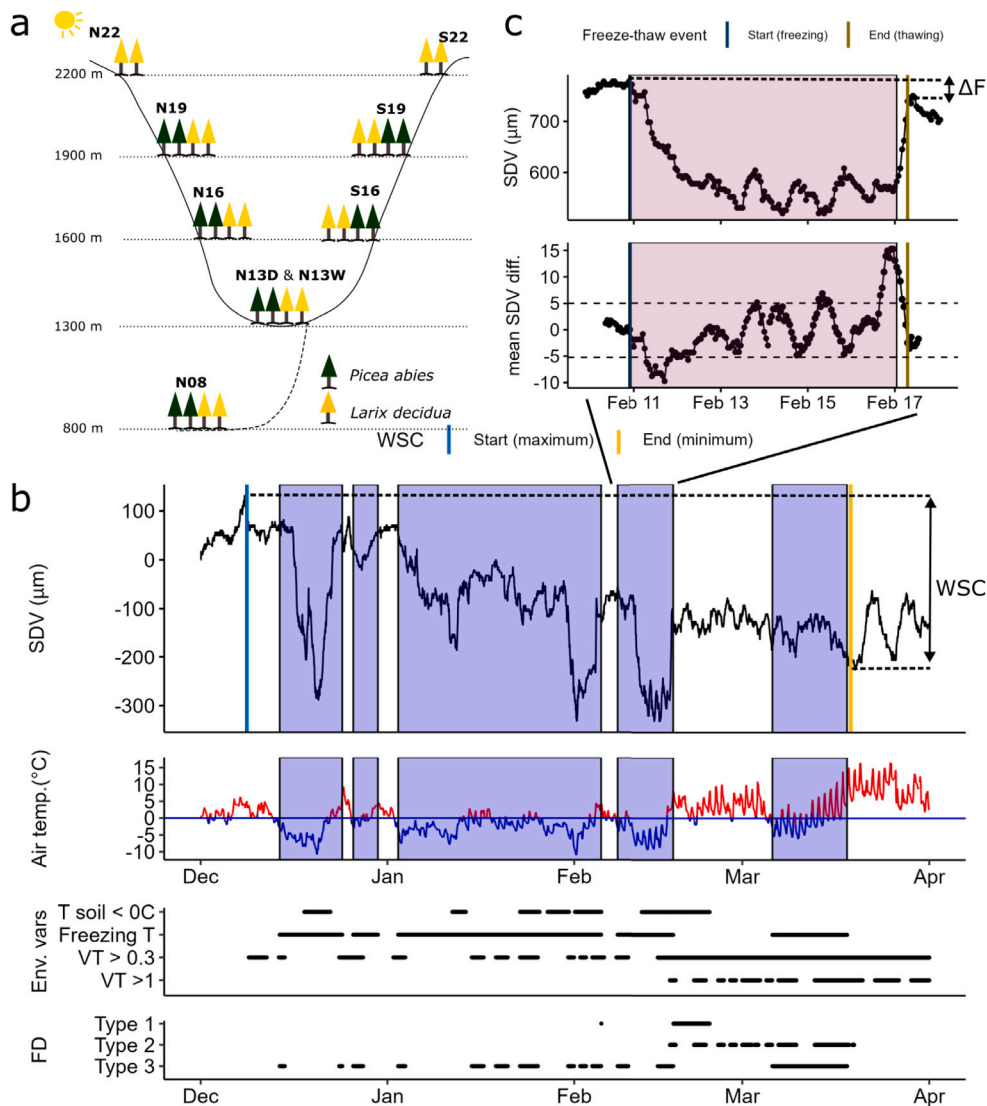 a
N22
S22
2200 m
N19
S19
1900 m
N16
S16
1600 m
N13D & N13W
1300 m
N08
800 m
Picea abies
Larix decidua
c
Freeze-thaw event
Start (freezing)
End (thawing)
SDV (µm)
700
600
ΔF
mean SDV diff.
15
10
5
0
-5
-10
Feb 11
Feb 13
Feb 15
Feb 17
WSC
Start (maximum)
End (minimum)
b
SDV (µm)
100
0
-100
-200
-300
WSC
Air temp.(°C)
15
10
5
0
-5
-10
Dec
Jan
Feb
Mar
Apr
Env. vars
T soil < 0C
Freezing T
VT > 0.3
VT >1
FD
Type 1
Type 2
Type 3
Dec
Jan
Feb
Mar
Apr